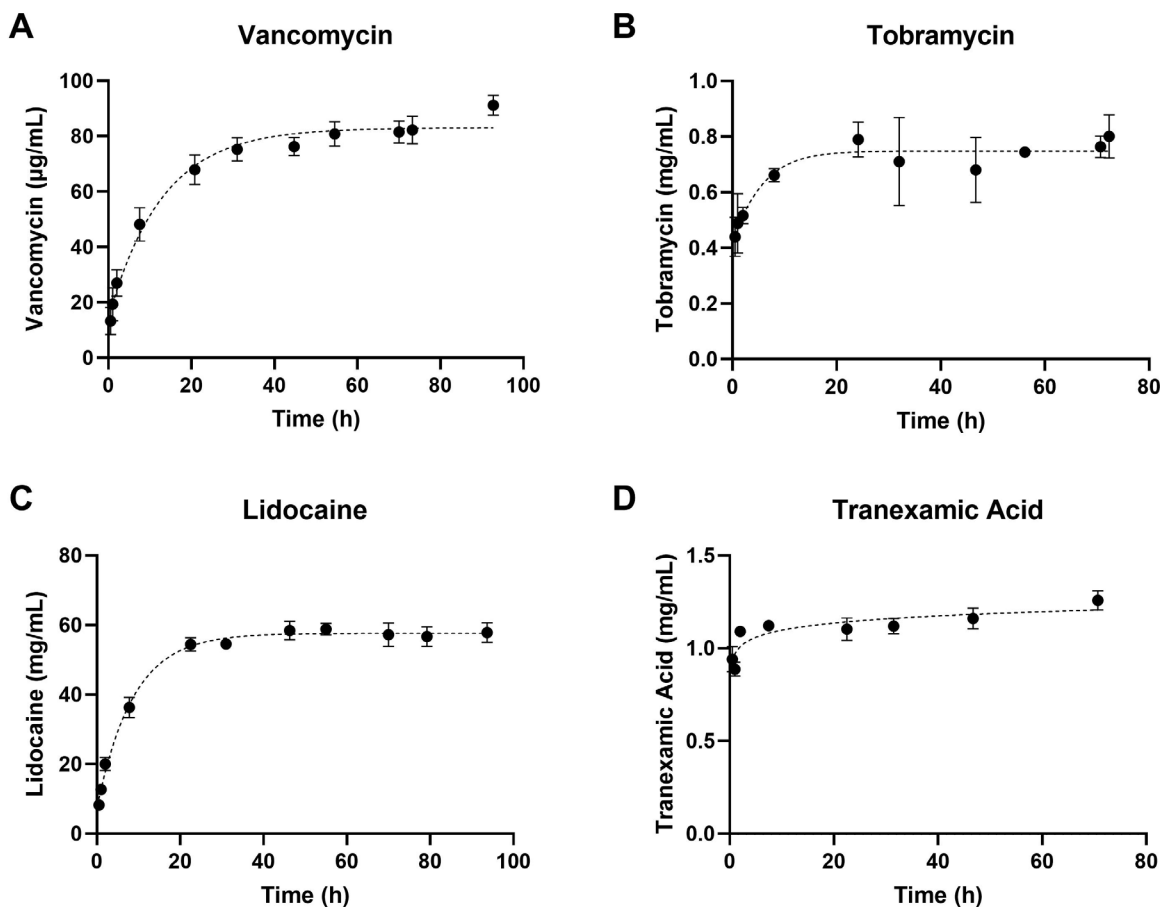 A
Vancomycin
Vancomycin (µg/mL)
100
80
60
40
20
0
0 20 40 60 80 100
Time (h)
B
Tobramycin
Tobramycin (mg/mL)
1.0
0.8
0.6
0.4
0.2
0.0
0 20 40 60 80
Time (h)
C
Lidocaine
Lidocaine (mg/mL)
80
60
40
20
0
0 20 40 60 80 100
Time (h)
D
Tranexamic Acid
Tranexamic Acid (mg/mL)
1.5
1.0
0.5
0.0
0 20 40 60 80
Time (h)